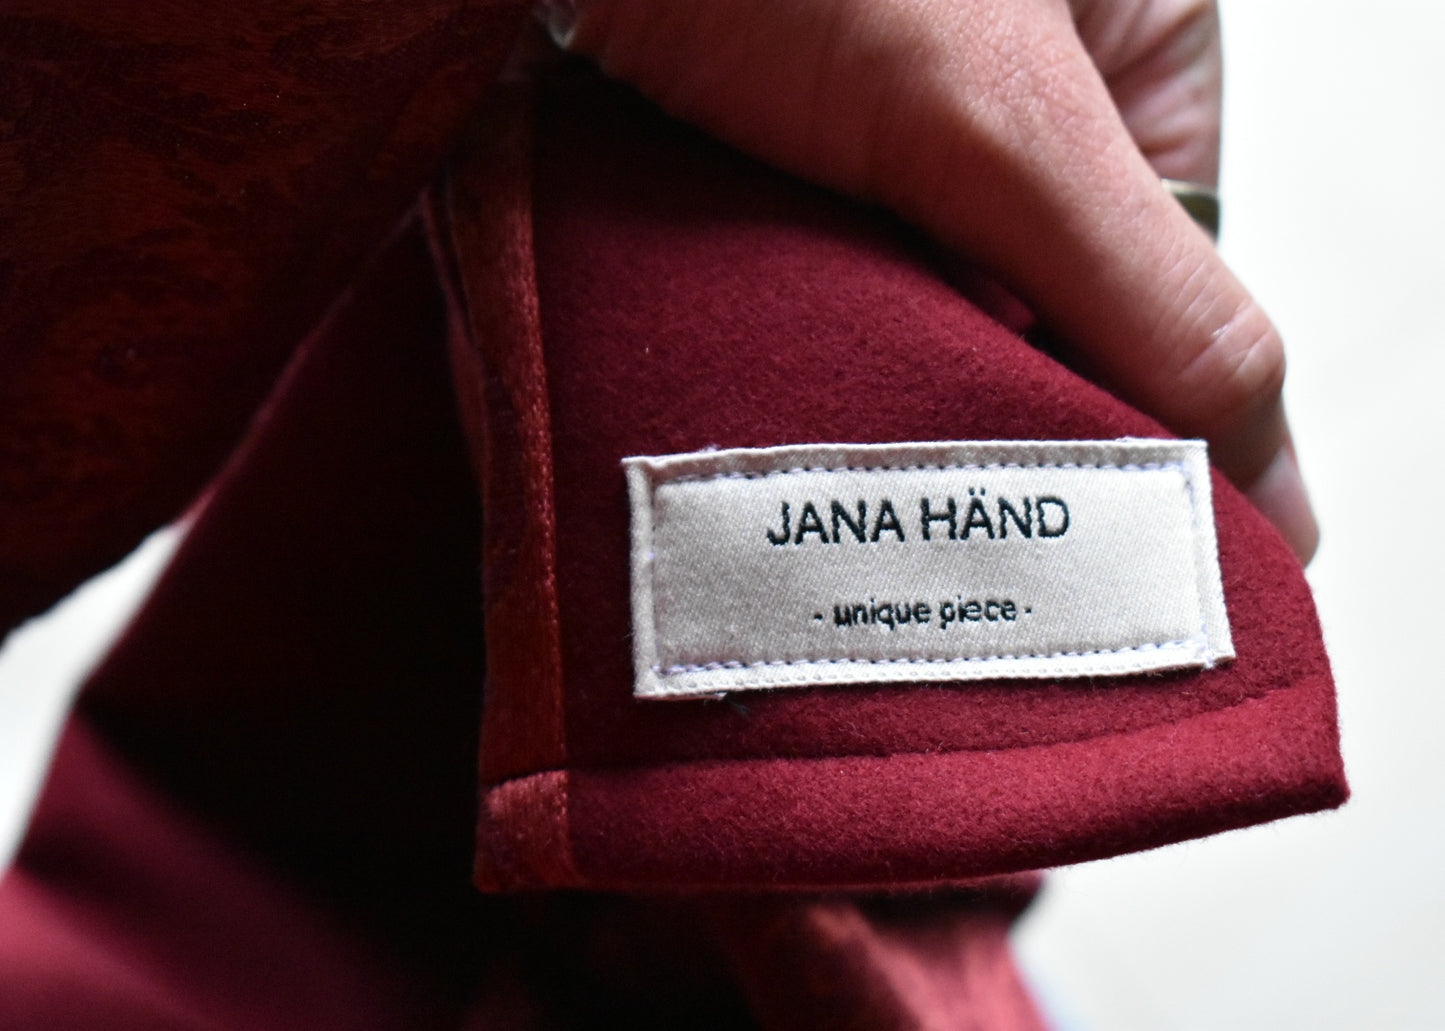 JANA HÄND
- unique piece -